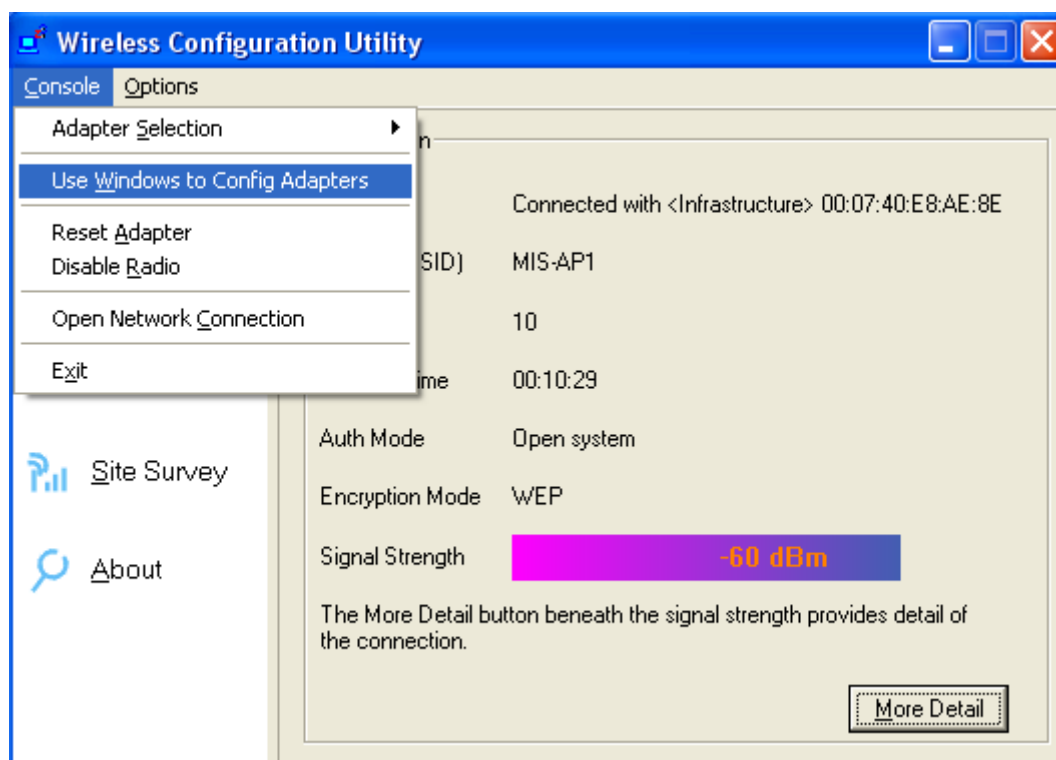 Wireless Configuration Utility
Console Options
Adapter Selection
Use Windows to Config Adapters
Reset Adapter
Disable Radio
Open Network Connection
Exit
Site Survey
About
n
Connected with <Infrastructure> 00:07:40:E8:AE:8E
SID) MIS-AP1
10
ime 00:10:29
Auth Mode Open system
Encryption Mode WEP
Signal Strength -60 dBm
The More Detail button beneath the signal strength provides detail of
the connection.
More Detail